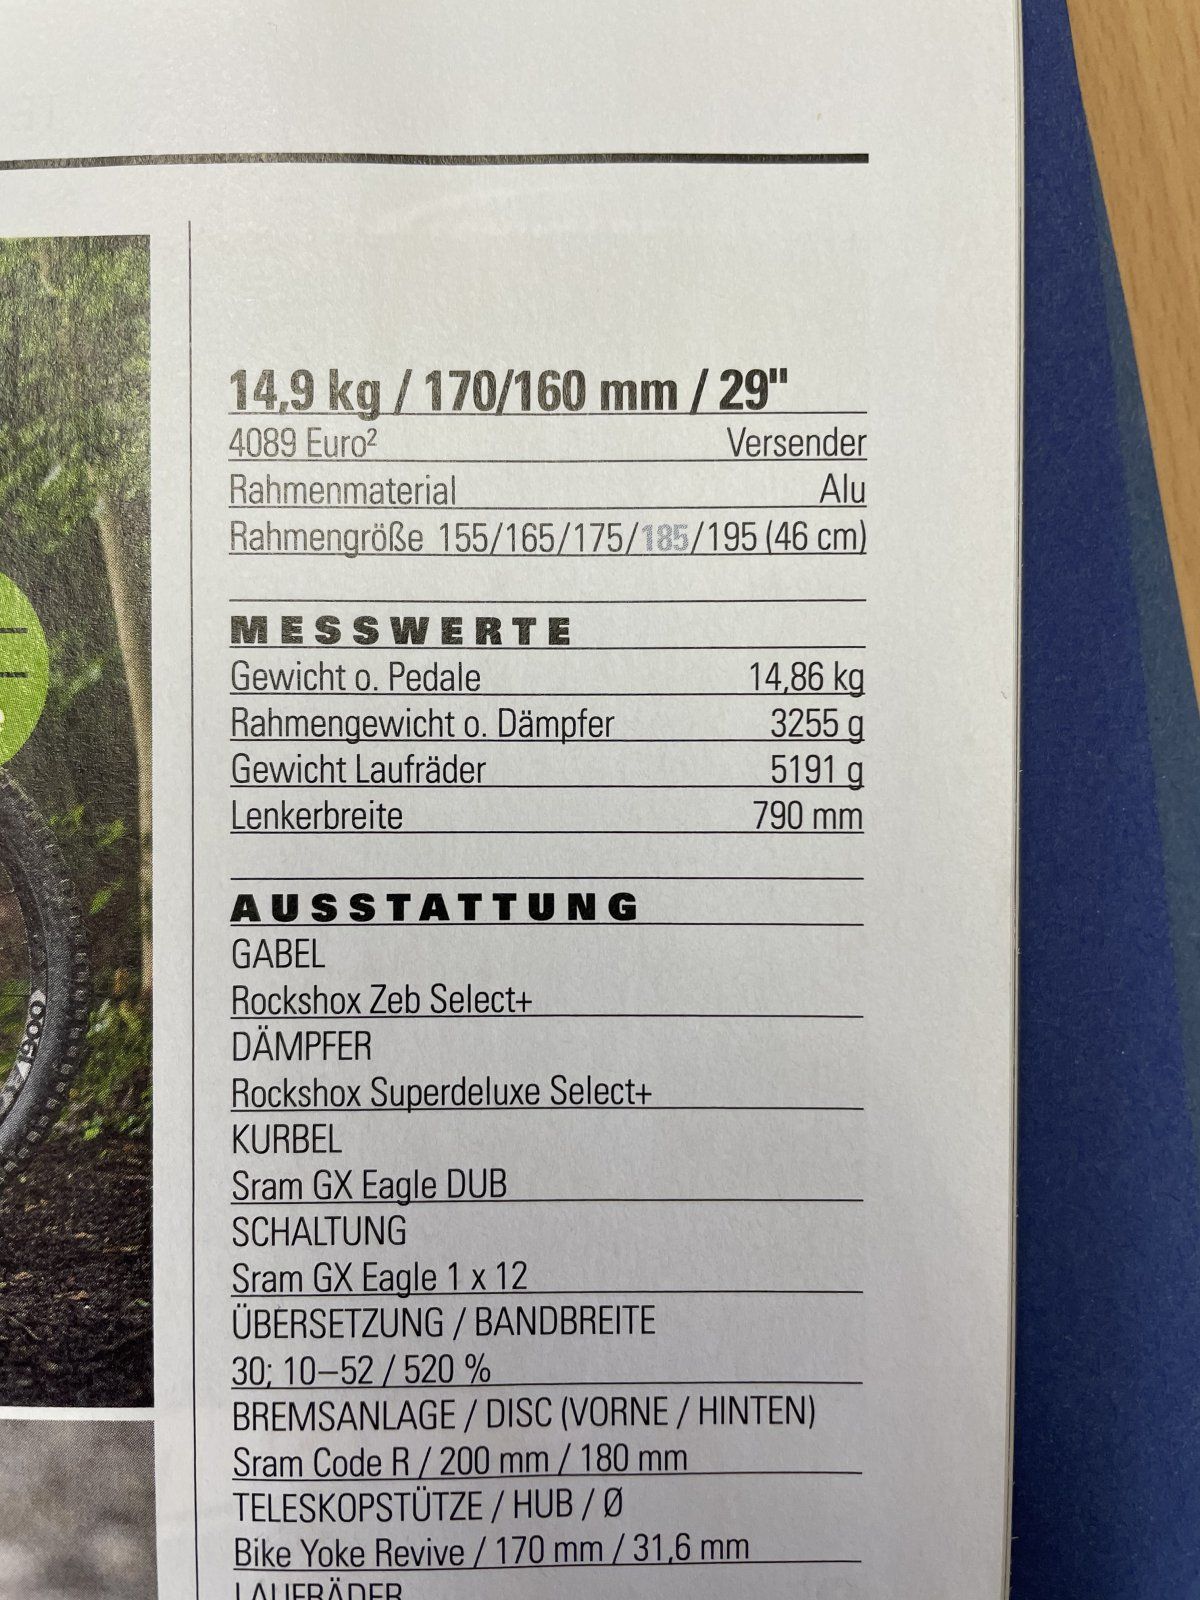 14,9 kg / 170/160 mm / 29"
4089 Euro² Versender
Rahmenmaterial Alu
Rahmengröße 155/165/175/185/195 (46 cm)
MESSWERTE
Gewicht o. Pedale 14,86 kg
Rahmengewicht o. Dämpfer 3255 g
Gewicht Laufräder 5191 g
Lenkerbreite 790 mm
AUSSTATTUNG
GABEL
Rockshox Zeb Select+
DÄMPFER
Rockshox Superdeluxe Select+
KURBEL
Sram GX Eagle DUB
SCHALTUNG
Sram GX Eagle 1 x 12
ÜBERSETZUNG / BANDBREITE
30; 10–52 / 520 %
BREMSANLAGE / DISC (VORNE / HINTEN)
Sram Code R / 200 mm / 180 mm
TELESKOPSTÜTZE / HUB / Ø
Bike Yoke Revive / 170 mm / 31,6 mm
LAUFRÄDER
1900